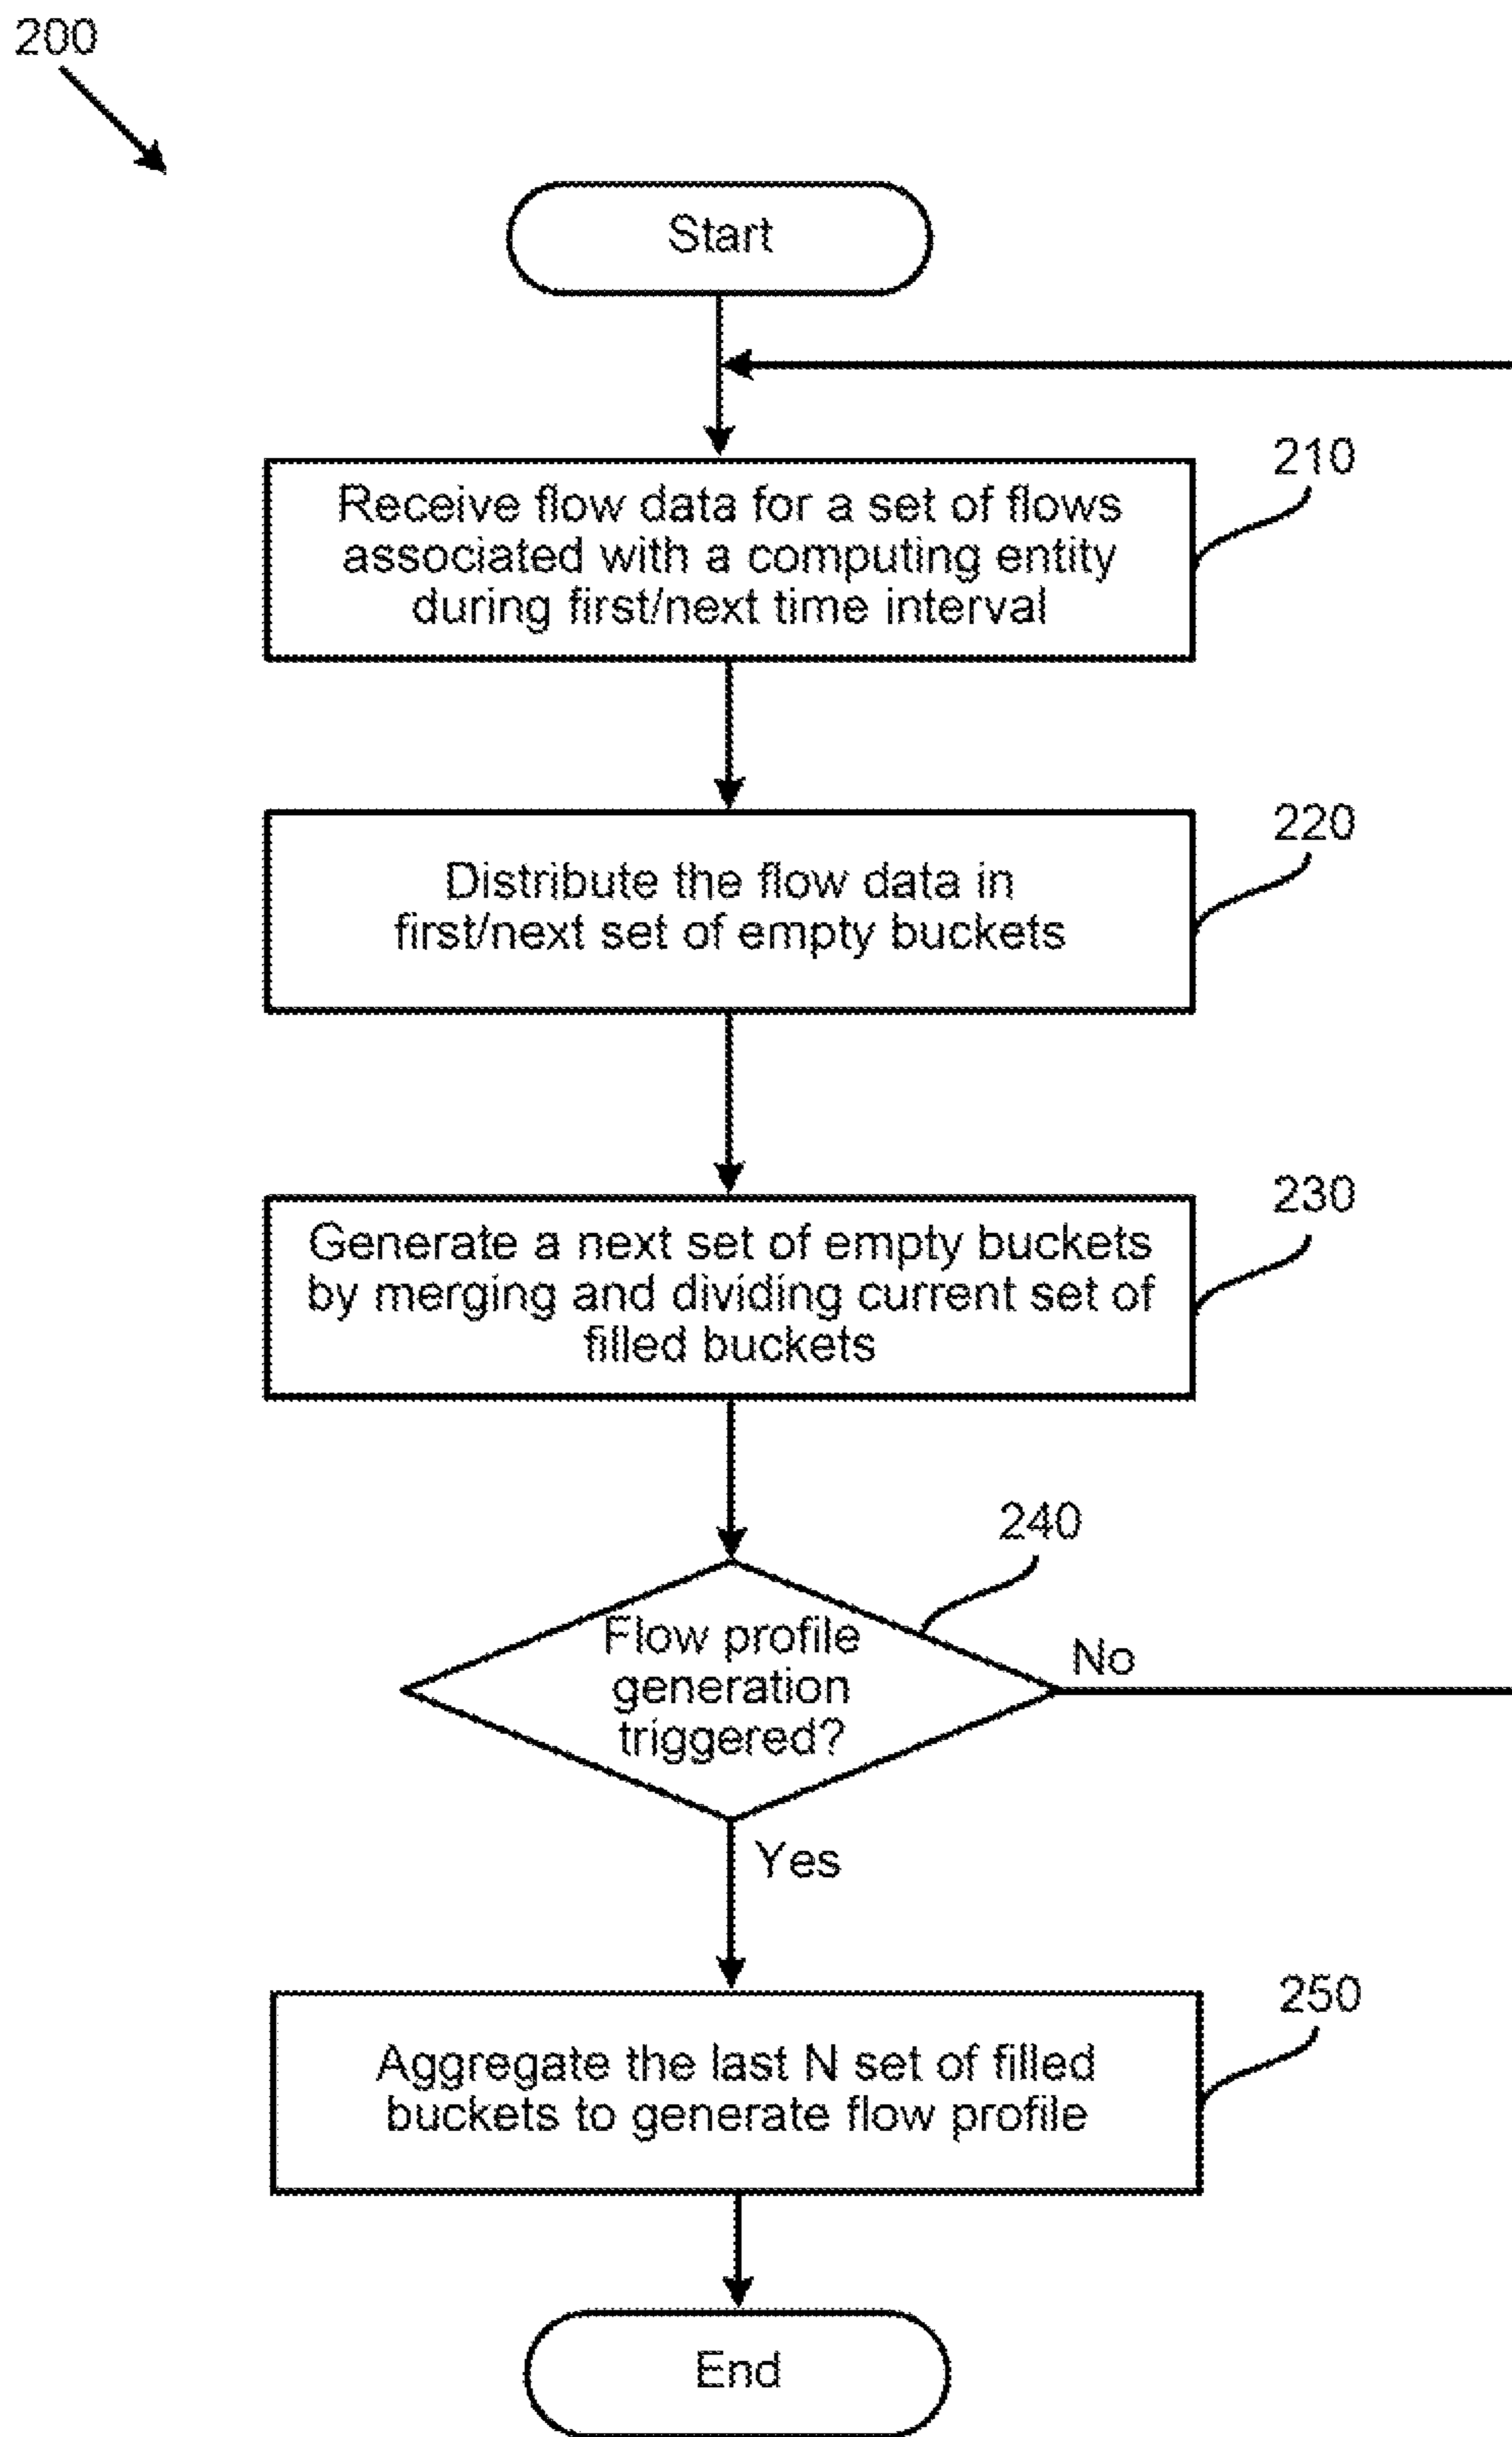 200
Start
210
Receive flow data for a set of flows
associated with a computing entity
during first/next time interval
220
Distribute the flow data in
first/next set of empty buckets
230
Generate a next set of empty buckets
by merging and dividing current set of
filled buckets
240
Flow profile
generation
triggered?
No
Yes
250
Aggregate the last N set of filled
buckets to generate flow profile
End